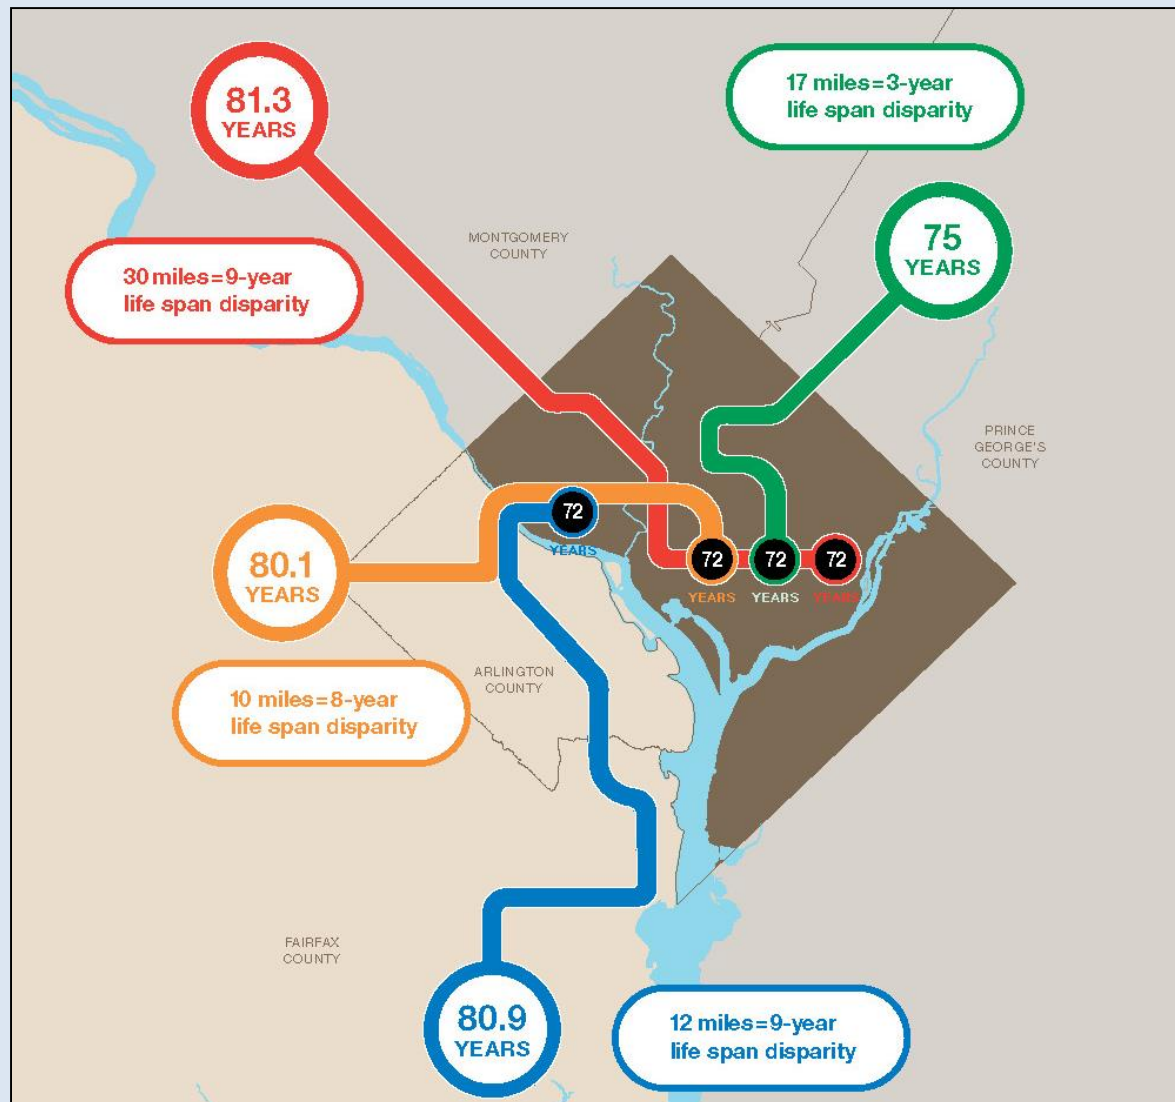 81.3
YEARS
17 miles=3-year
life span disparity
MONTGOMERY
COUNTY
75
YEARS
30 miles=9-year
life span disparity
PRINCE
GEORGE'S
COUNTY
72
YEARS
80.1
YEARS
72
YEARS
72
YEARS
72
YEARS
ARLINGTON
COUNTY
10 miles=8-year
life span disparity
FAIRFAX
COUNTY
80.9
YEARS
12 miles=9-year
life span disparity